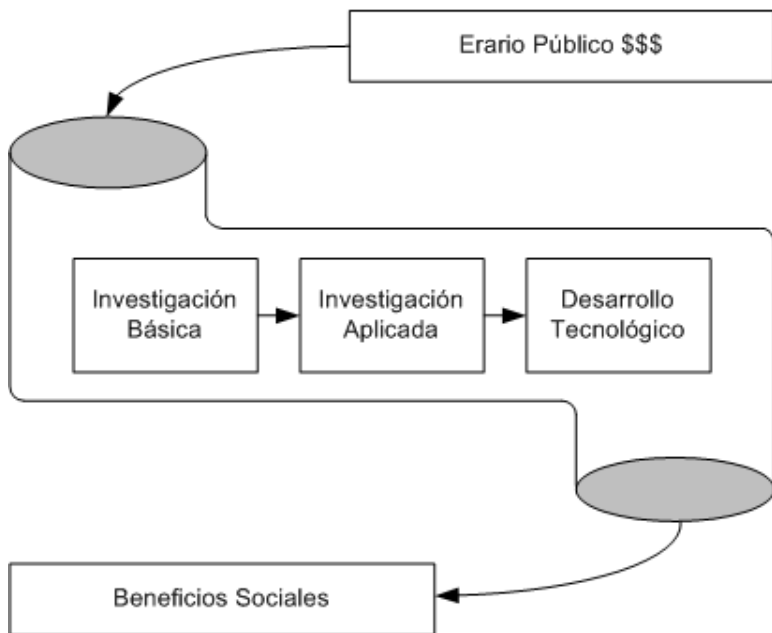 Erario Público $$$
Investigación
Básica
Investigación
Aplicada
Desarrollo
Tecnológico
Beneficios Sociales